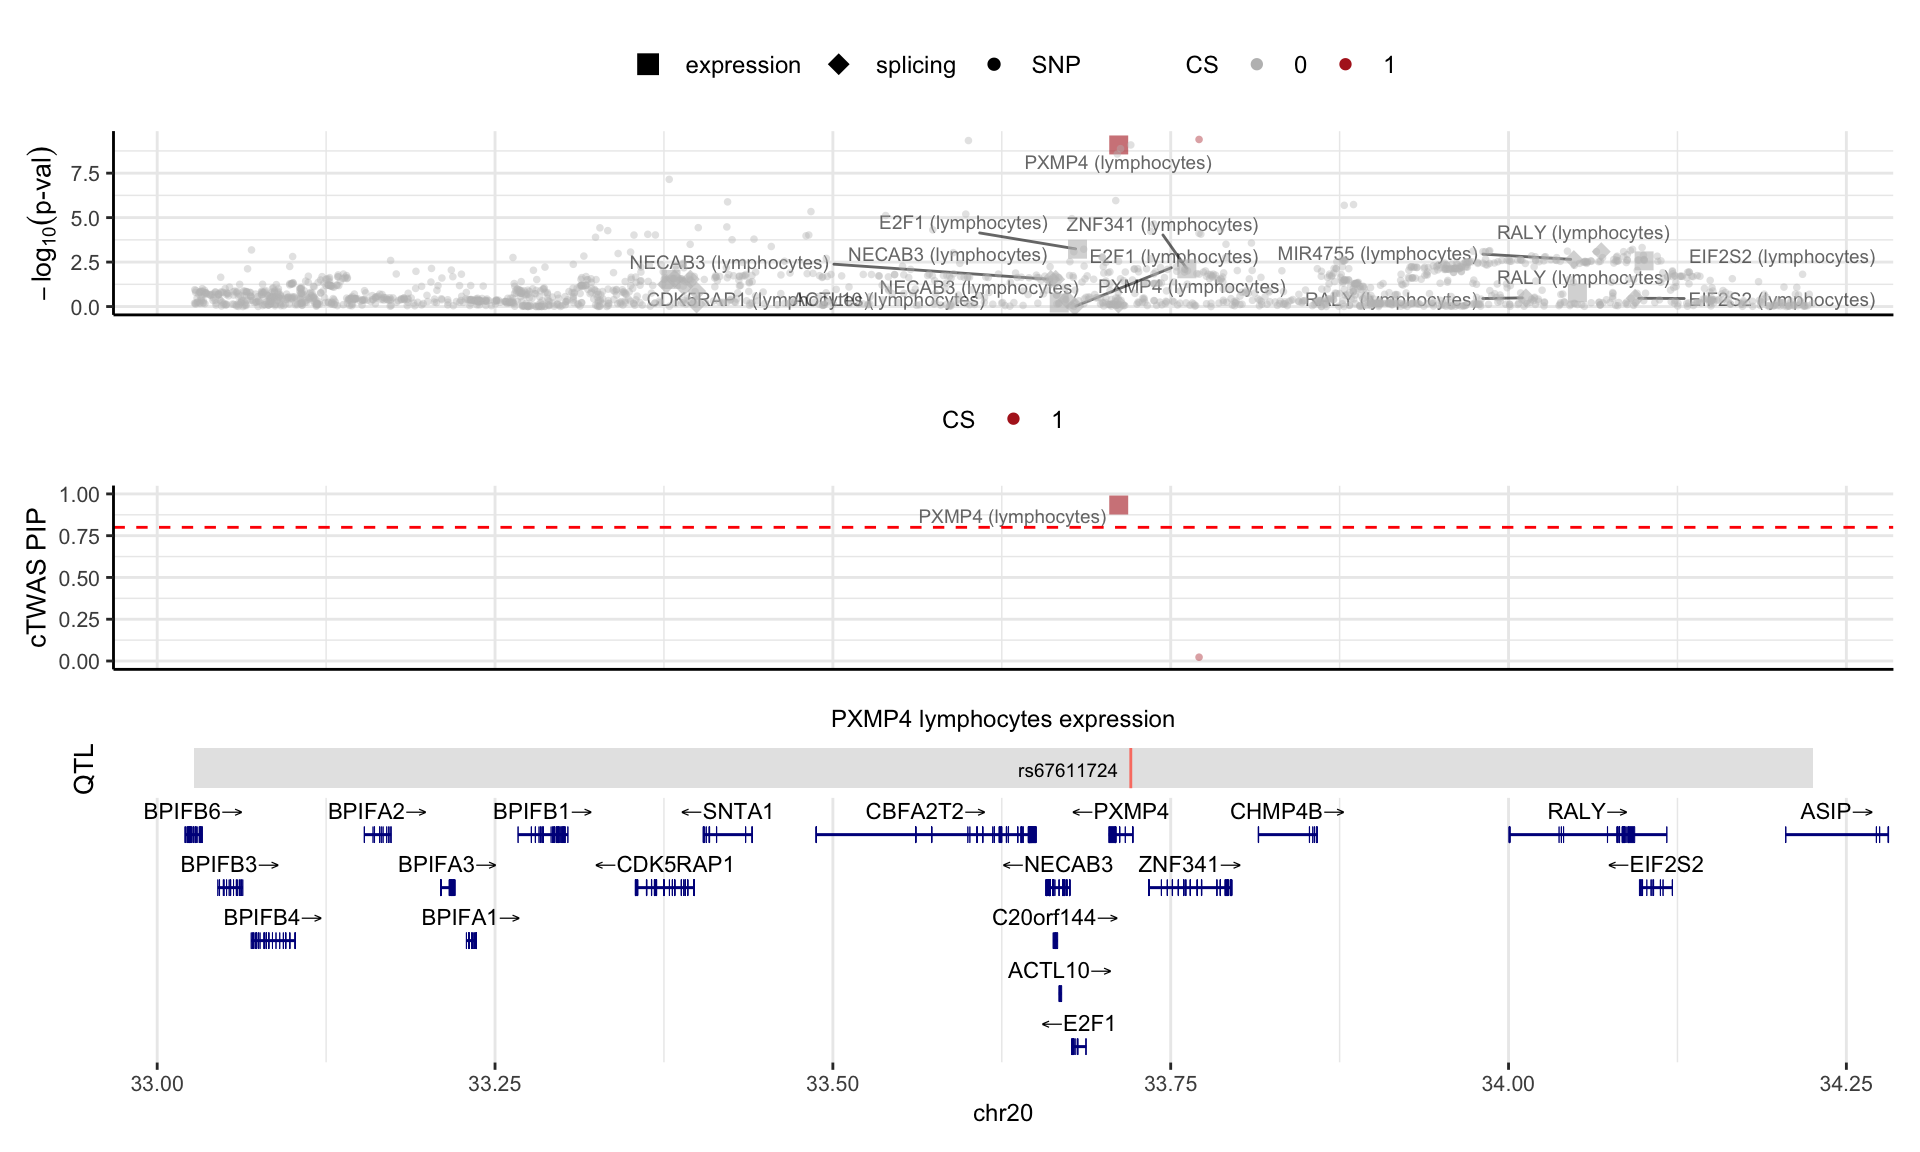 expression splicing SNP CS 0 1
−log10(p-val)
7.5
5.0
2.5
0.0
PXMP4 (lymphocytes)
E2F1 (lymphocytes) ZNF341 (lymphocytes)
RALY (lymphocytes)
NECAB3 (lymphocytes) NECAB3 (lymphocytes) E2F1 (lymphocytes) MIR4755 (lymphocytes) EIF2S2 (lymphocytes)
RALY (lymphocytes)
NECAB3 (lymphocytes) PXMP4 (lymphocytes)
CDK5RAP1 (lymphocytes) ACTL10 (lymphocytes) RALY (lymphocytes) EIF2S2 (lymphocytes)
CS 1
cTWAS PIP
1.00
0.75
0.50
0.25
0.00
PXMP4 (lymphocytes)
PXMP4 lymphocytes expression
QTL
rs67611724
BPIFB6→ BPIFA2→ BPIFB1→ ←SNTA1 CBFA2T2→ ←PXMP4 CHMP4B→ RALY→ ASIP→
BPIFB3→ BPIFA3→ ←CDK5RAP1 ←NECAB3 ZNF341→ ←EIF2S2
BPIFB4→ BPIFA1→ C20orf144→
ACTL10→
←E2F1
33.00 33.25 33.50 33.75 34.00 34.25
chr20